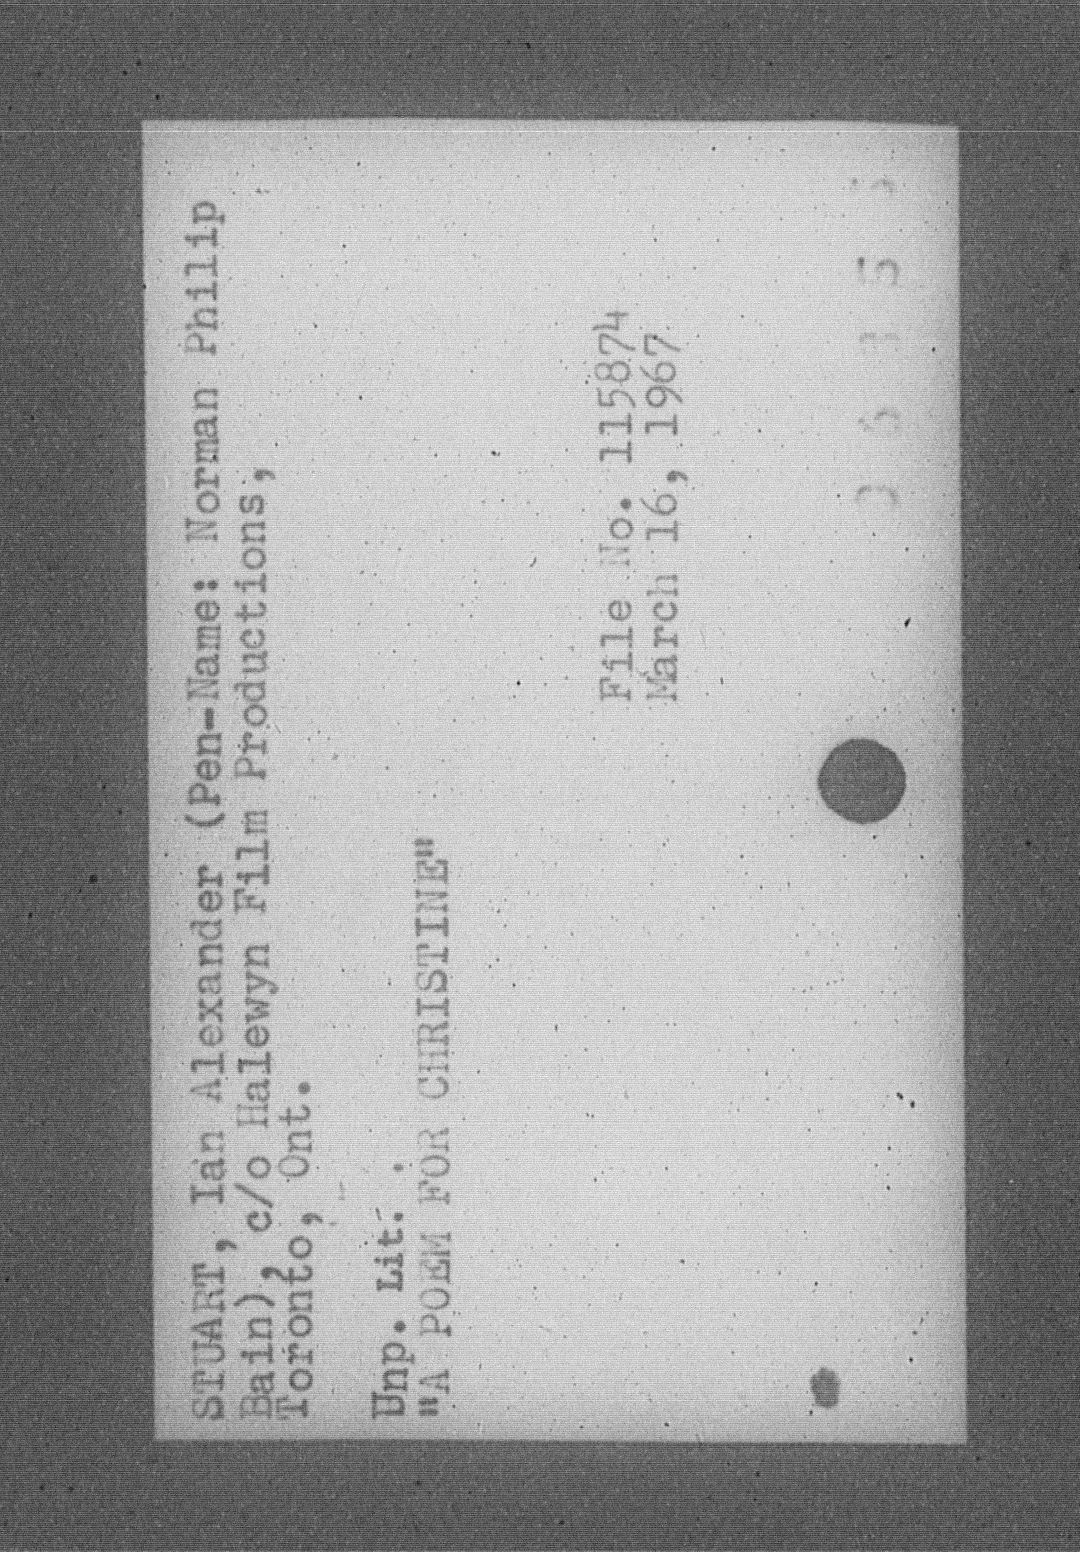 STUART, Ian Alexander (Pen-Name: Norman Philip
Bain), c/o Halewyn Film Productions,
Toronto, Ont.
Unp. Lit.
"A POEM FOR CHRISTINE"
File No. 115874
March 16, 1967